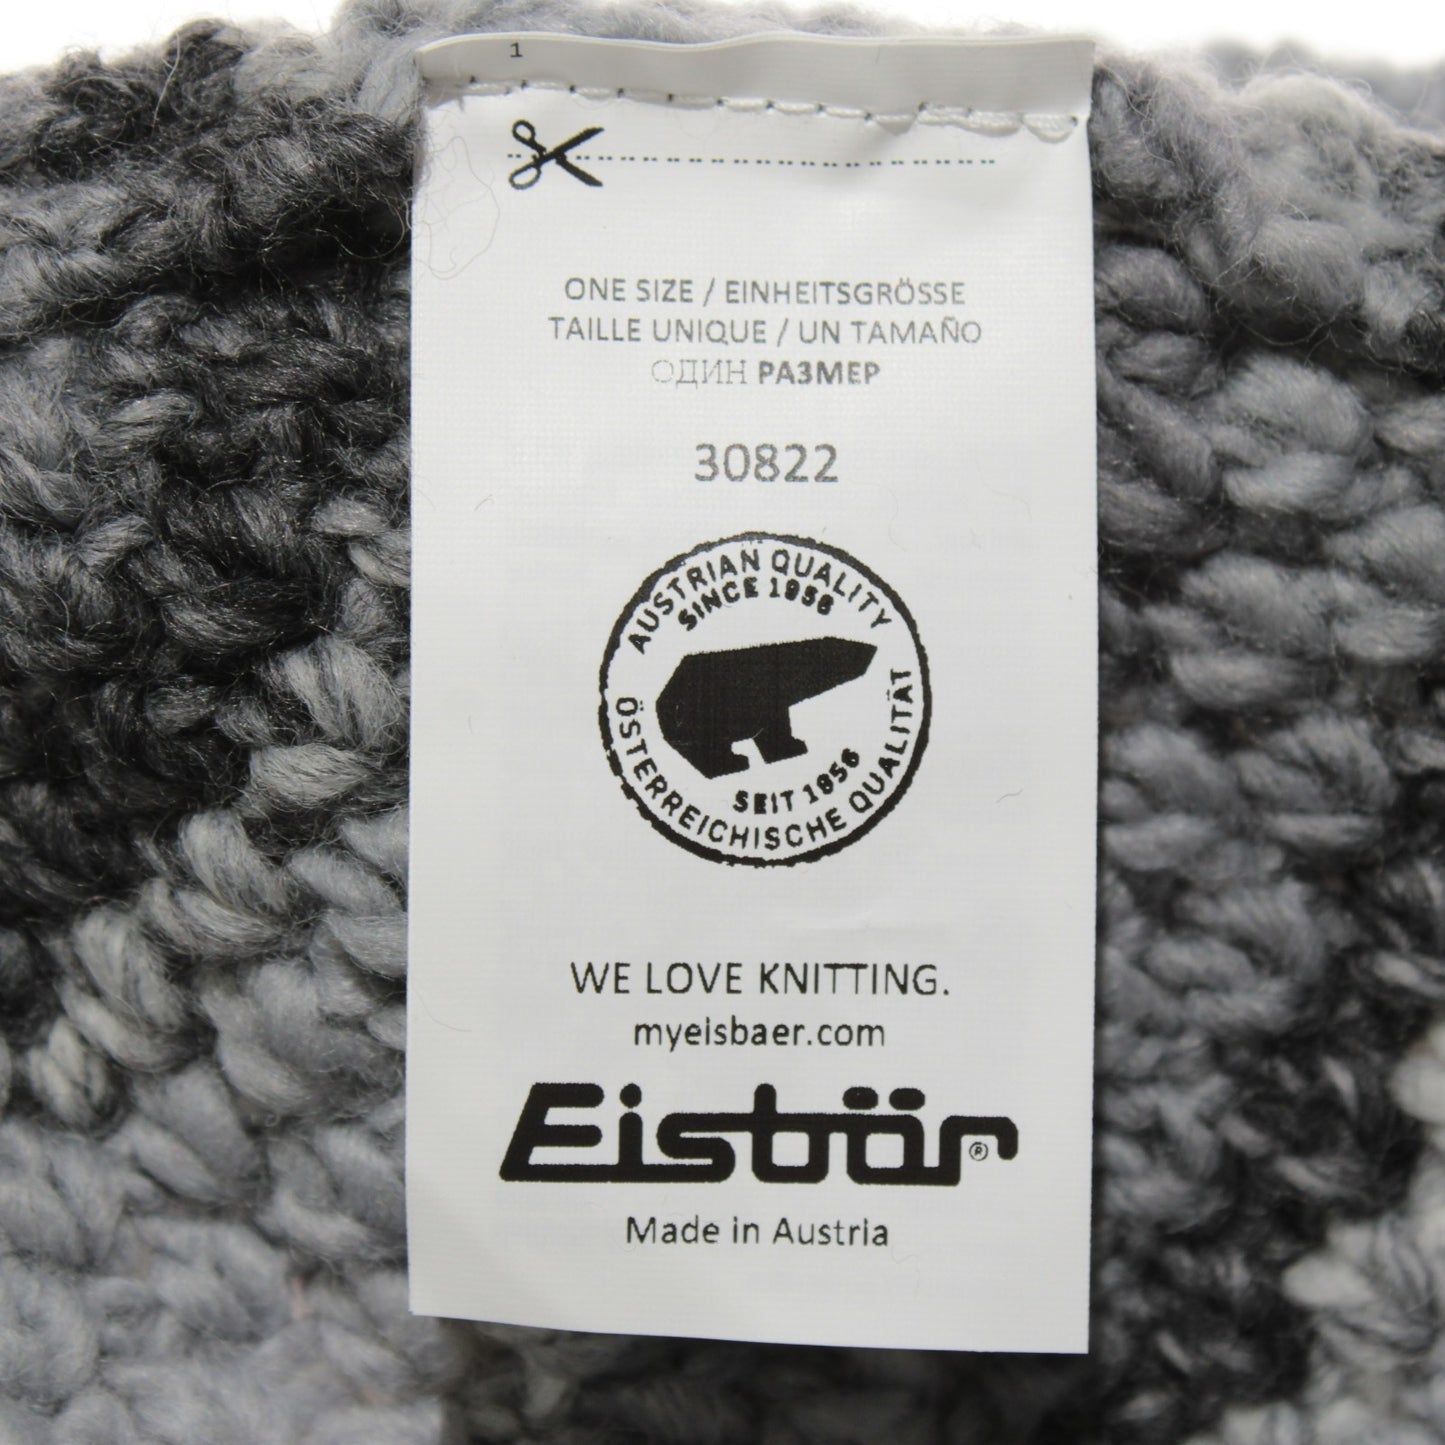 1
ONE SIZE / EINHEITSGRÖSSE
TAILLE UNIQUE / UN TAMAÑO
ОДИН РАЗМЕР
30822
AUSTRIAN QUALITY
SINCE 1956
SEIT 1956
ÖSTERREICHISCHE QUALITÄT
WE LOVE KNITTING.
myeisbaer.com
Eisbär®
Made in Austria